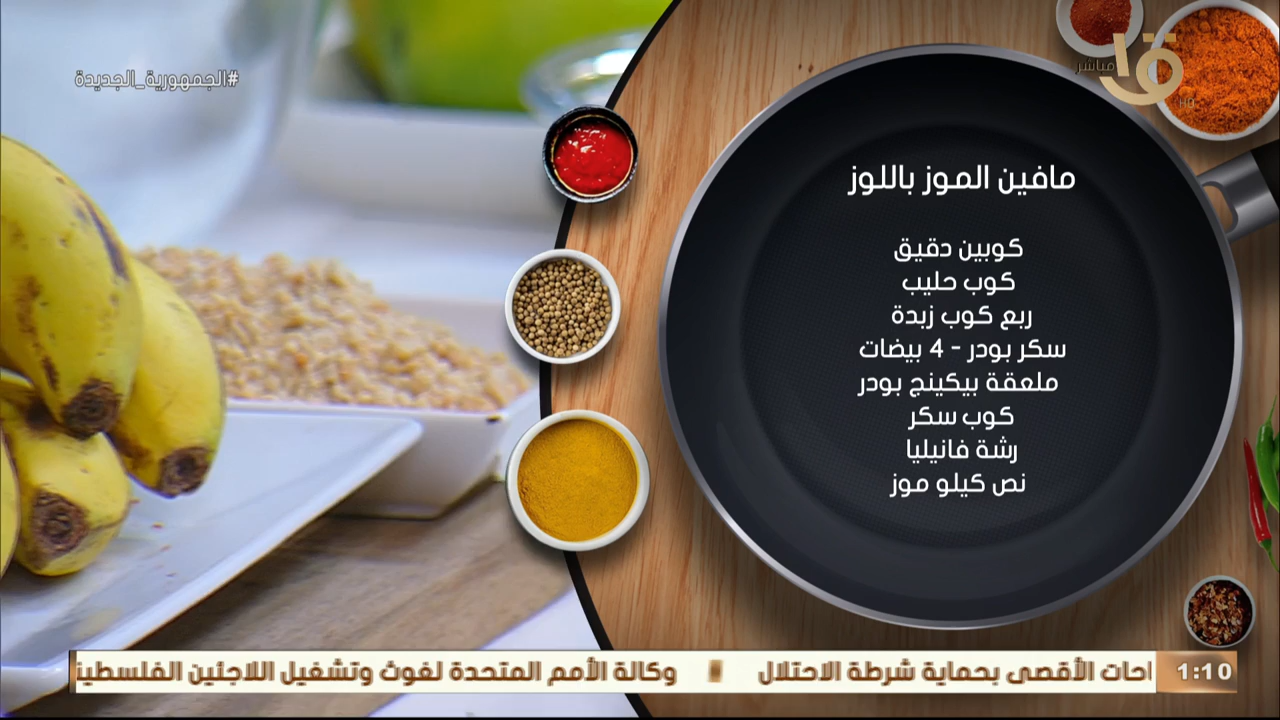 #الجمهورية_الجديدة
مباشر
HD
مافين الموز باللوز
كوبين دقيق
كوب حليب
ربع كوب زبدة
سكر بودر - 4 بيضات
ملعقة بيكينج بودر
كوب سكر
رشة فانيليا
نص كيلو موز
1:10
احات الأقصى بحماية شرطة الاحتلال
وكالة الأمم المتحدة لغوث وتشغيل اللاجئين الفلسطين